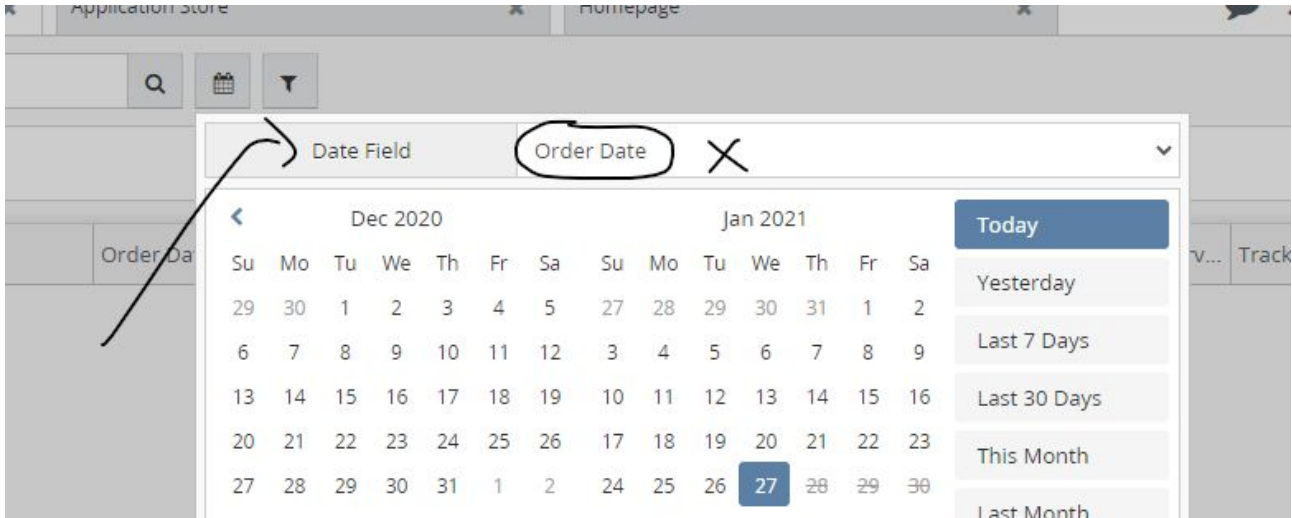 Application Store Homepage
Date Field Order Date
Dec 2020 Jan 2021 Today
Su Mo Tu We Th Fr Sa Su Mo Tu We Th Fr Sa
Yesterday
29 30 1 2 3 4 5 27 28 29 30 31 1 2
Last 7 Days
6 7 8 9 10 11 12 3 4 5 6 7 8 9
13 14 15 16 17 18 19 10 11 12 13 14 15 16 Last 30 Days
20 21 22 23 24 25 26 17 18 19 20 21 22 23
This Month
27 28 29 30 31 1 2 24 25 26 27 28 29 30
Last Month
Order Da
v... Track